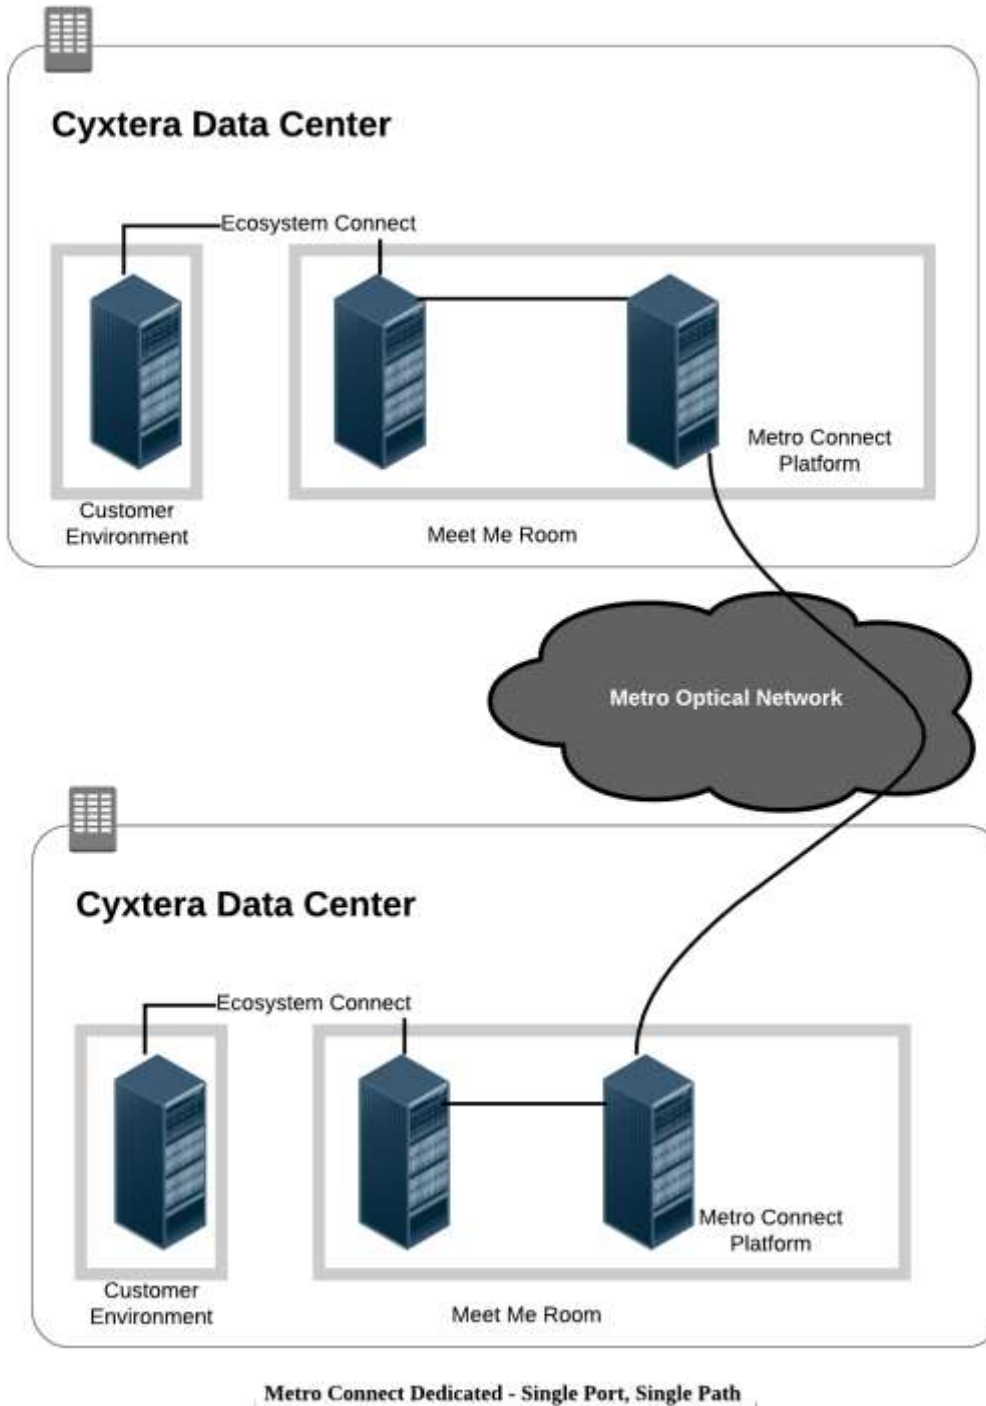 Cyxtera Data Center
Ecosystem Connect
Metro Connect
Platform
Customer
Environment
Meet Me Room
Metro Optical Network
Cyxtera Data Center
Ecosystem Connect
Metro Connect
Platform
Customer
Environment
Meet Me Room
Metro Connect Dedicated - Single Port, Single Path